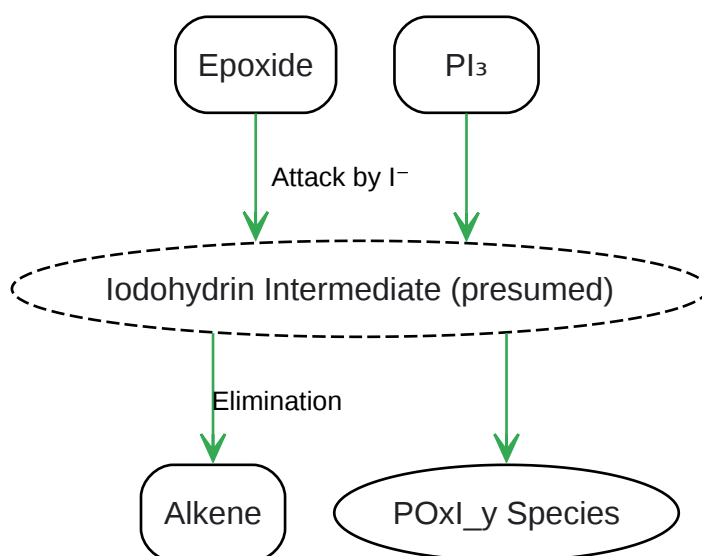 Epoxide
PI₃
Attack by I⁻
Iodohydrin Intermediate (presumed)
Elimination
Alkene
POxI_y Species